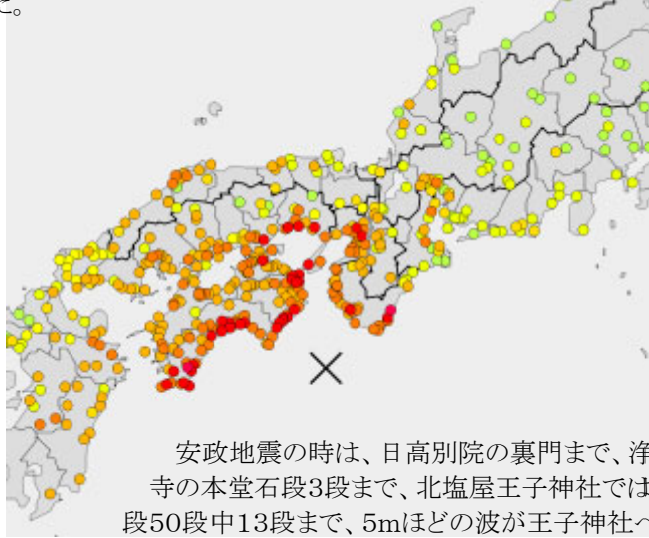 と。
安政地震の時は、日高別院の裏門まで、浄
寺の本堂石段3段まで、北塩屋王子神社では
段50段中13段まで、5mほどの波が王子神社へ